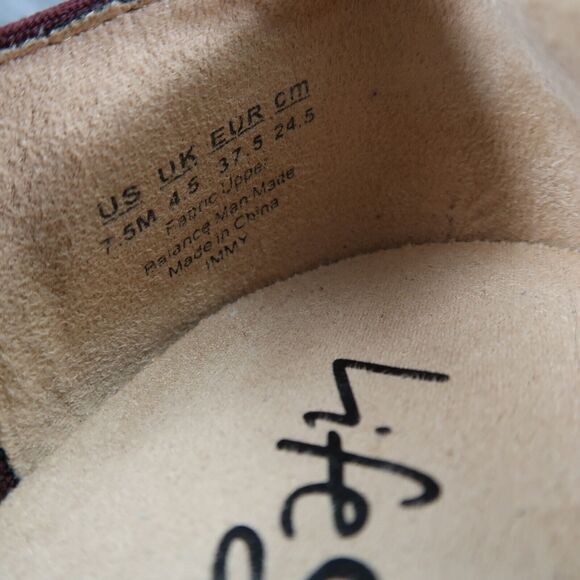 US UK EUR cm
7.5M 4.5 37.5 24.5
Fabric Upper
Balance Man Made
Made in China
IMMY
Life